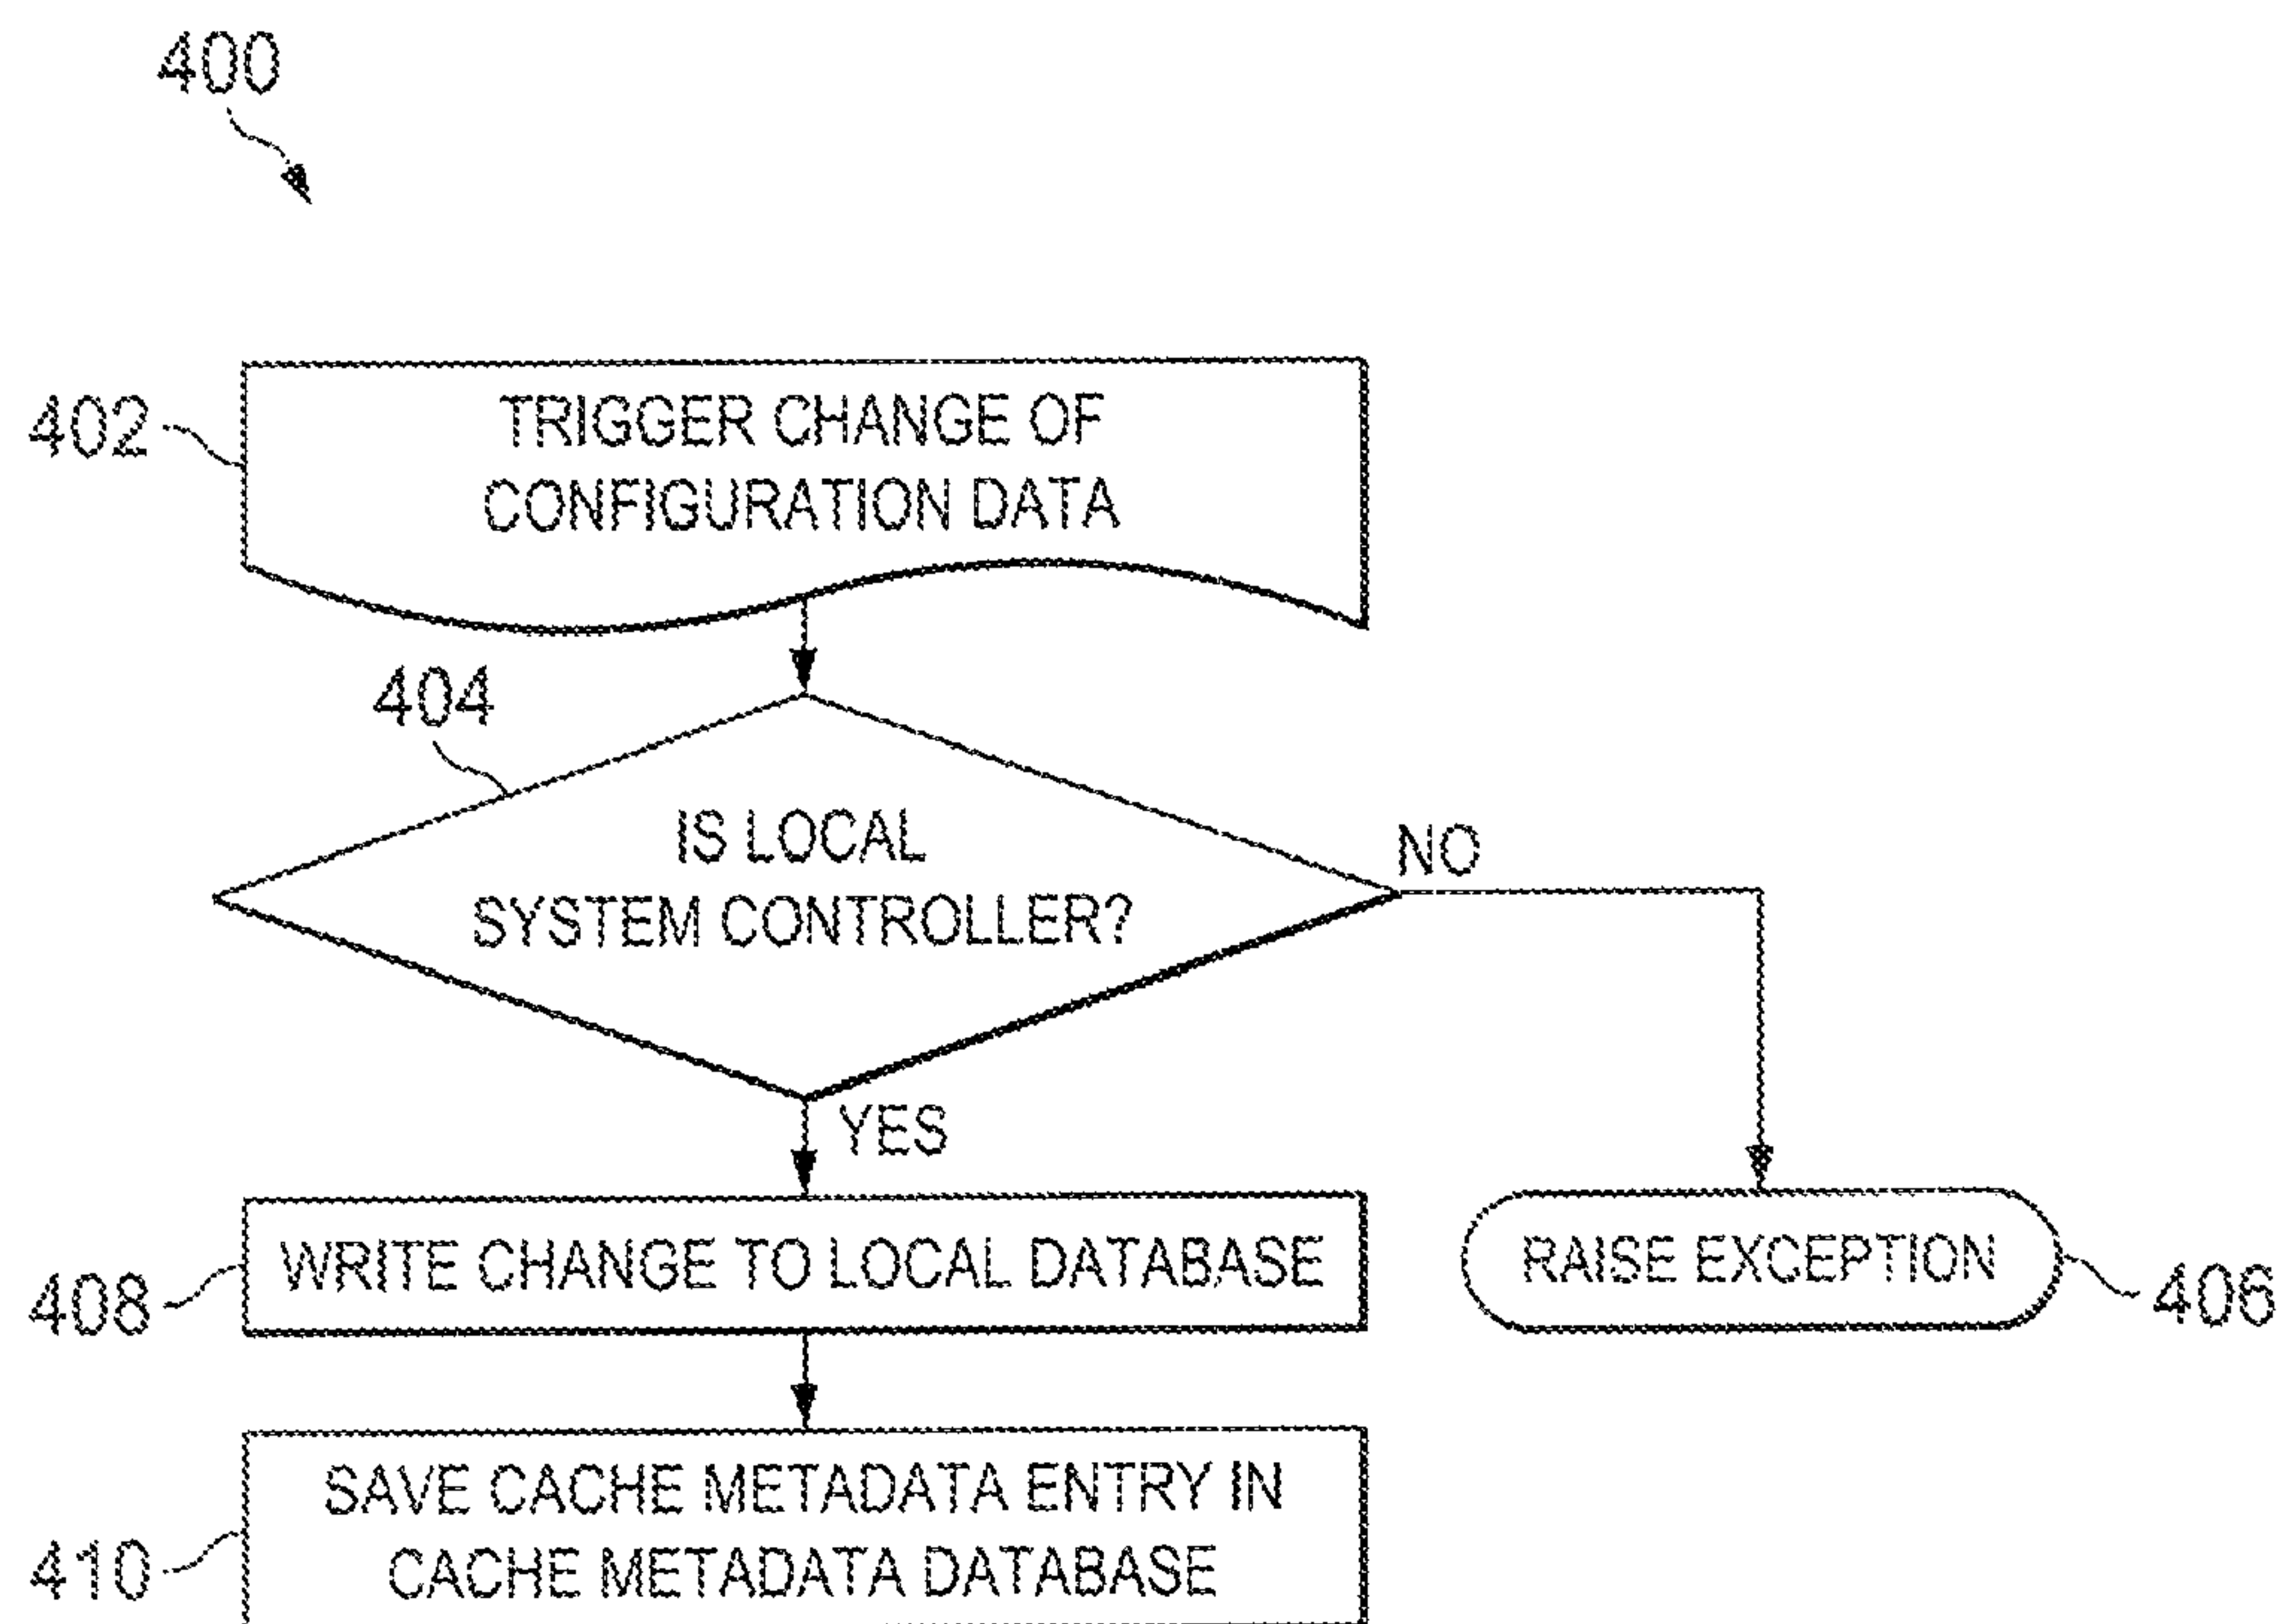 400
402
TRIGGER CHANGE OF
CONFIGURATION DATA
404
IS LOCAL
SYSTEM CONTROLLER?
NO
YES
408
WRITE CHANGE TO LOCAL DATABASE
RAISE EXCEPTION
406
410
SAVE CACHE METADATA ENTRY IN
CACHE METADATA DATABASE